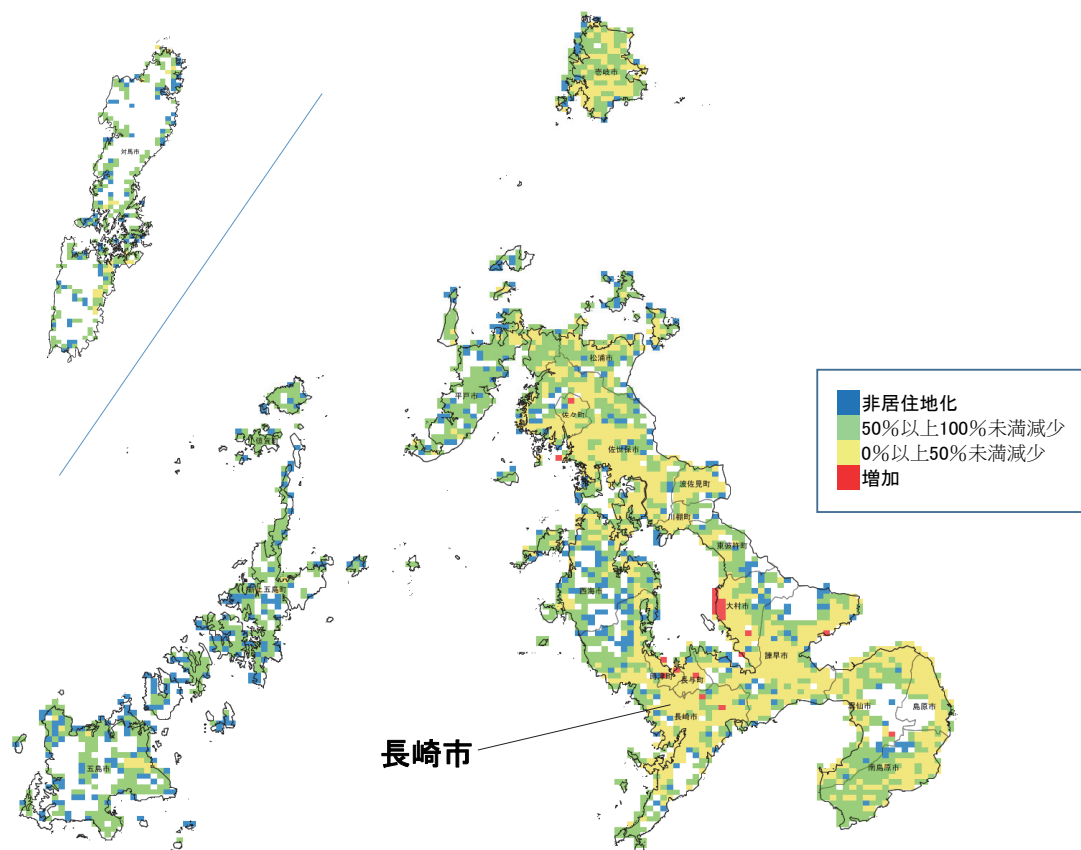 壱岐市
対馬市
松浦市
平戸市
佐々町
小値賀町
佐世保市
波佐見町
川棚町
東彼杵町
新上五島町
西海市
大村市
諫早市
時津町
長与町
長崎市
雲仙市
島原市
南島原市
五島市
長崎市
非居住地化
50%以上100%未満減少
0%以上50%未満減少
増加